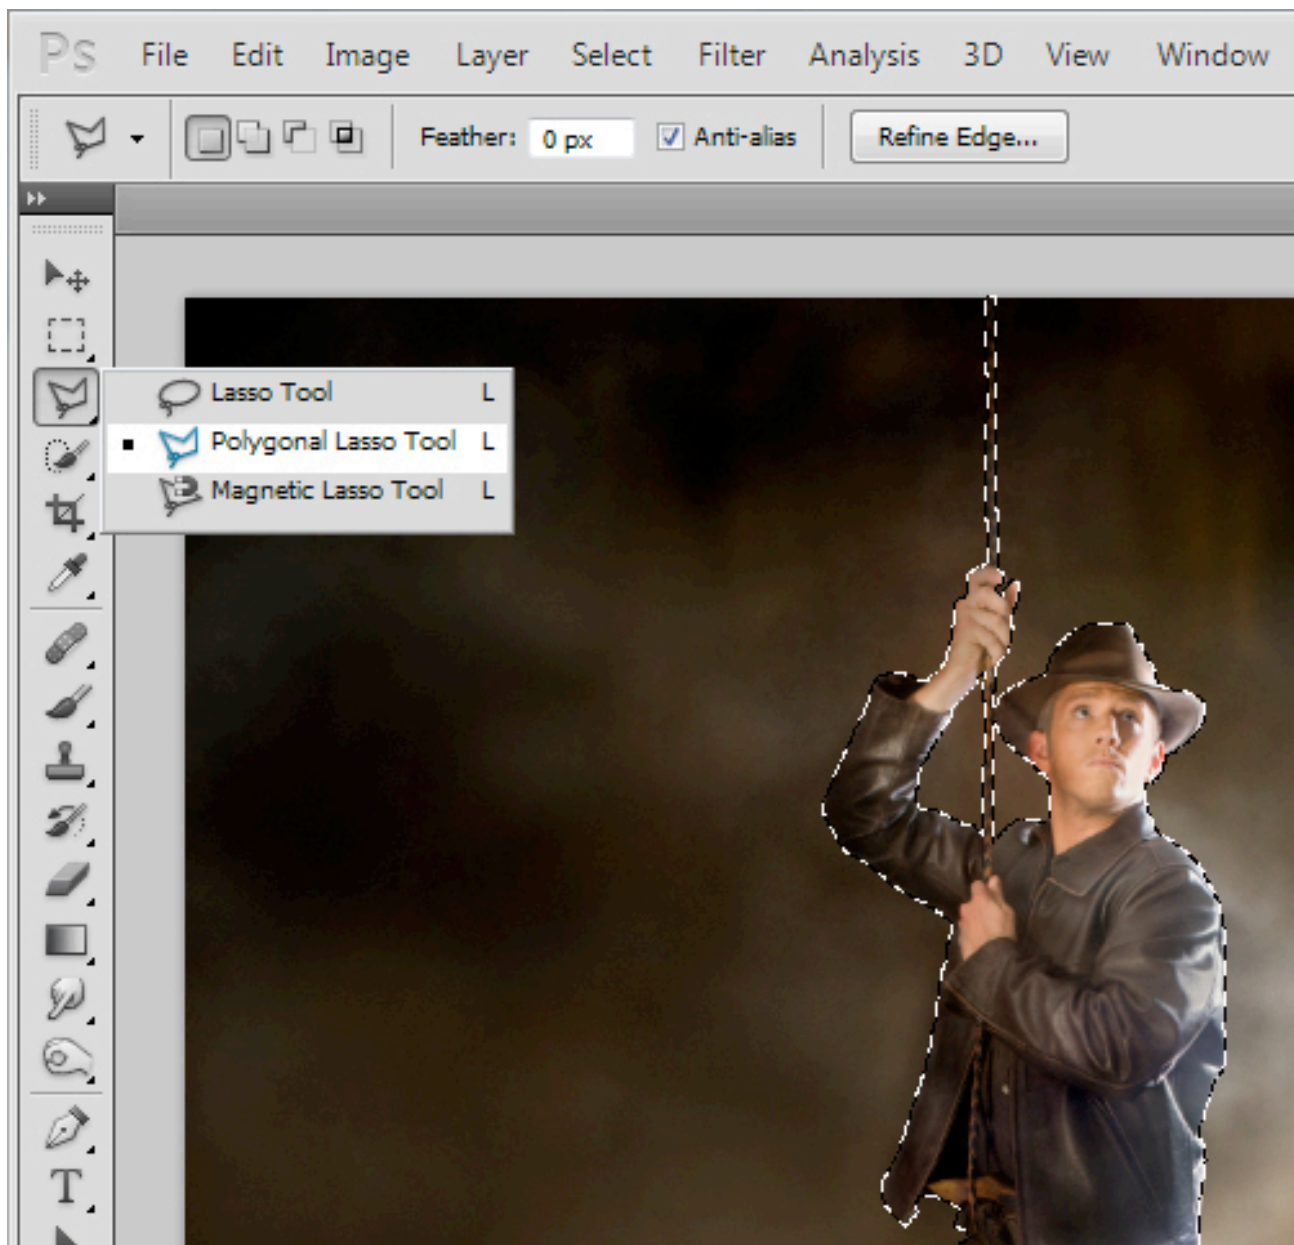 Ps File Edit Image Layer Select Filter Analysis 3D View Window
Feather: 0 px Anti-alias Refine Edge...
Lasso Tool L
Polygonal Lasso Tool L
Magnetic Lasso Tool L
T